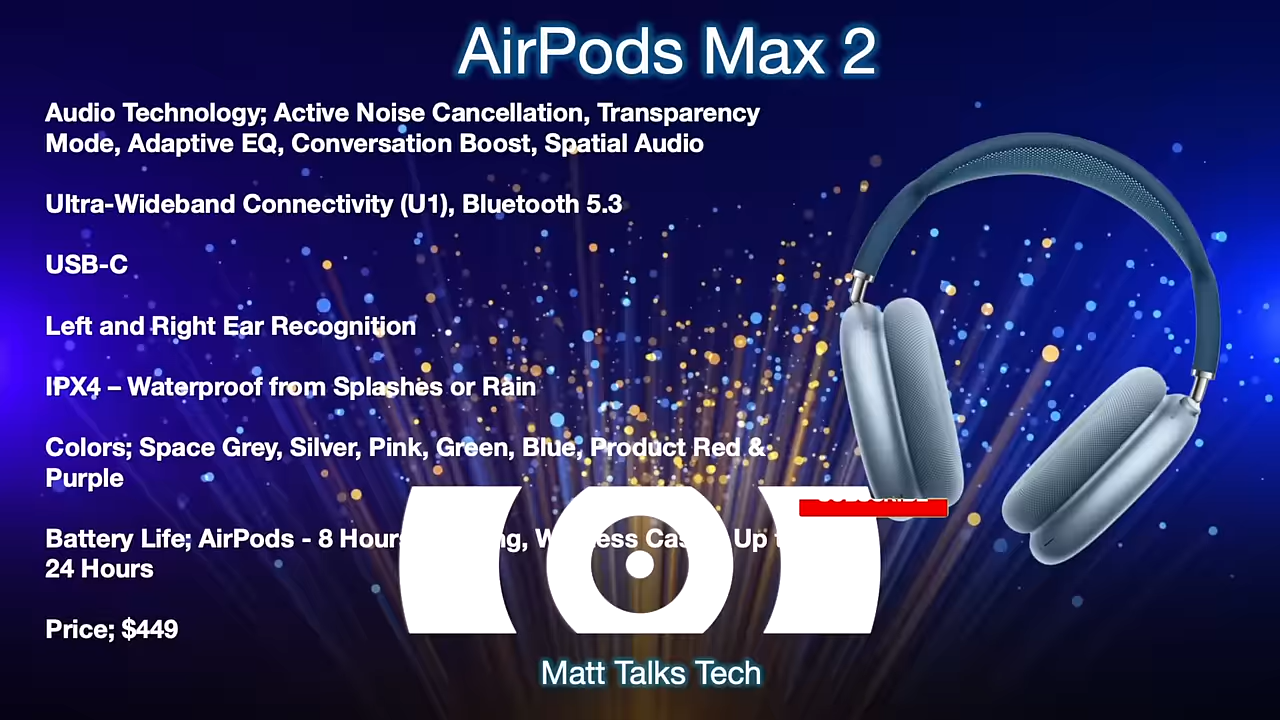 AirPods Max 2
Audio Technology; Active Noise Cancellation, Transparency
Mode, Adaptive EQ, Conversation Boost, Spatial Audio
Ultra-Wideband Connectivity (U1), Bluetooth 5.3
USB-C
Left and Right Ear Recognition
IPX4 – Waterproof from Splashes or Rain
Colors; Space Grey, Silver, Pink, Green, Blue, Product Red &
Purple
Battery Life; AirPods - 8 Hours Up
24 Hours
Price; $449
Matt Talks Tech